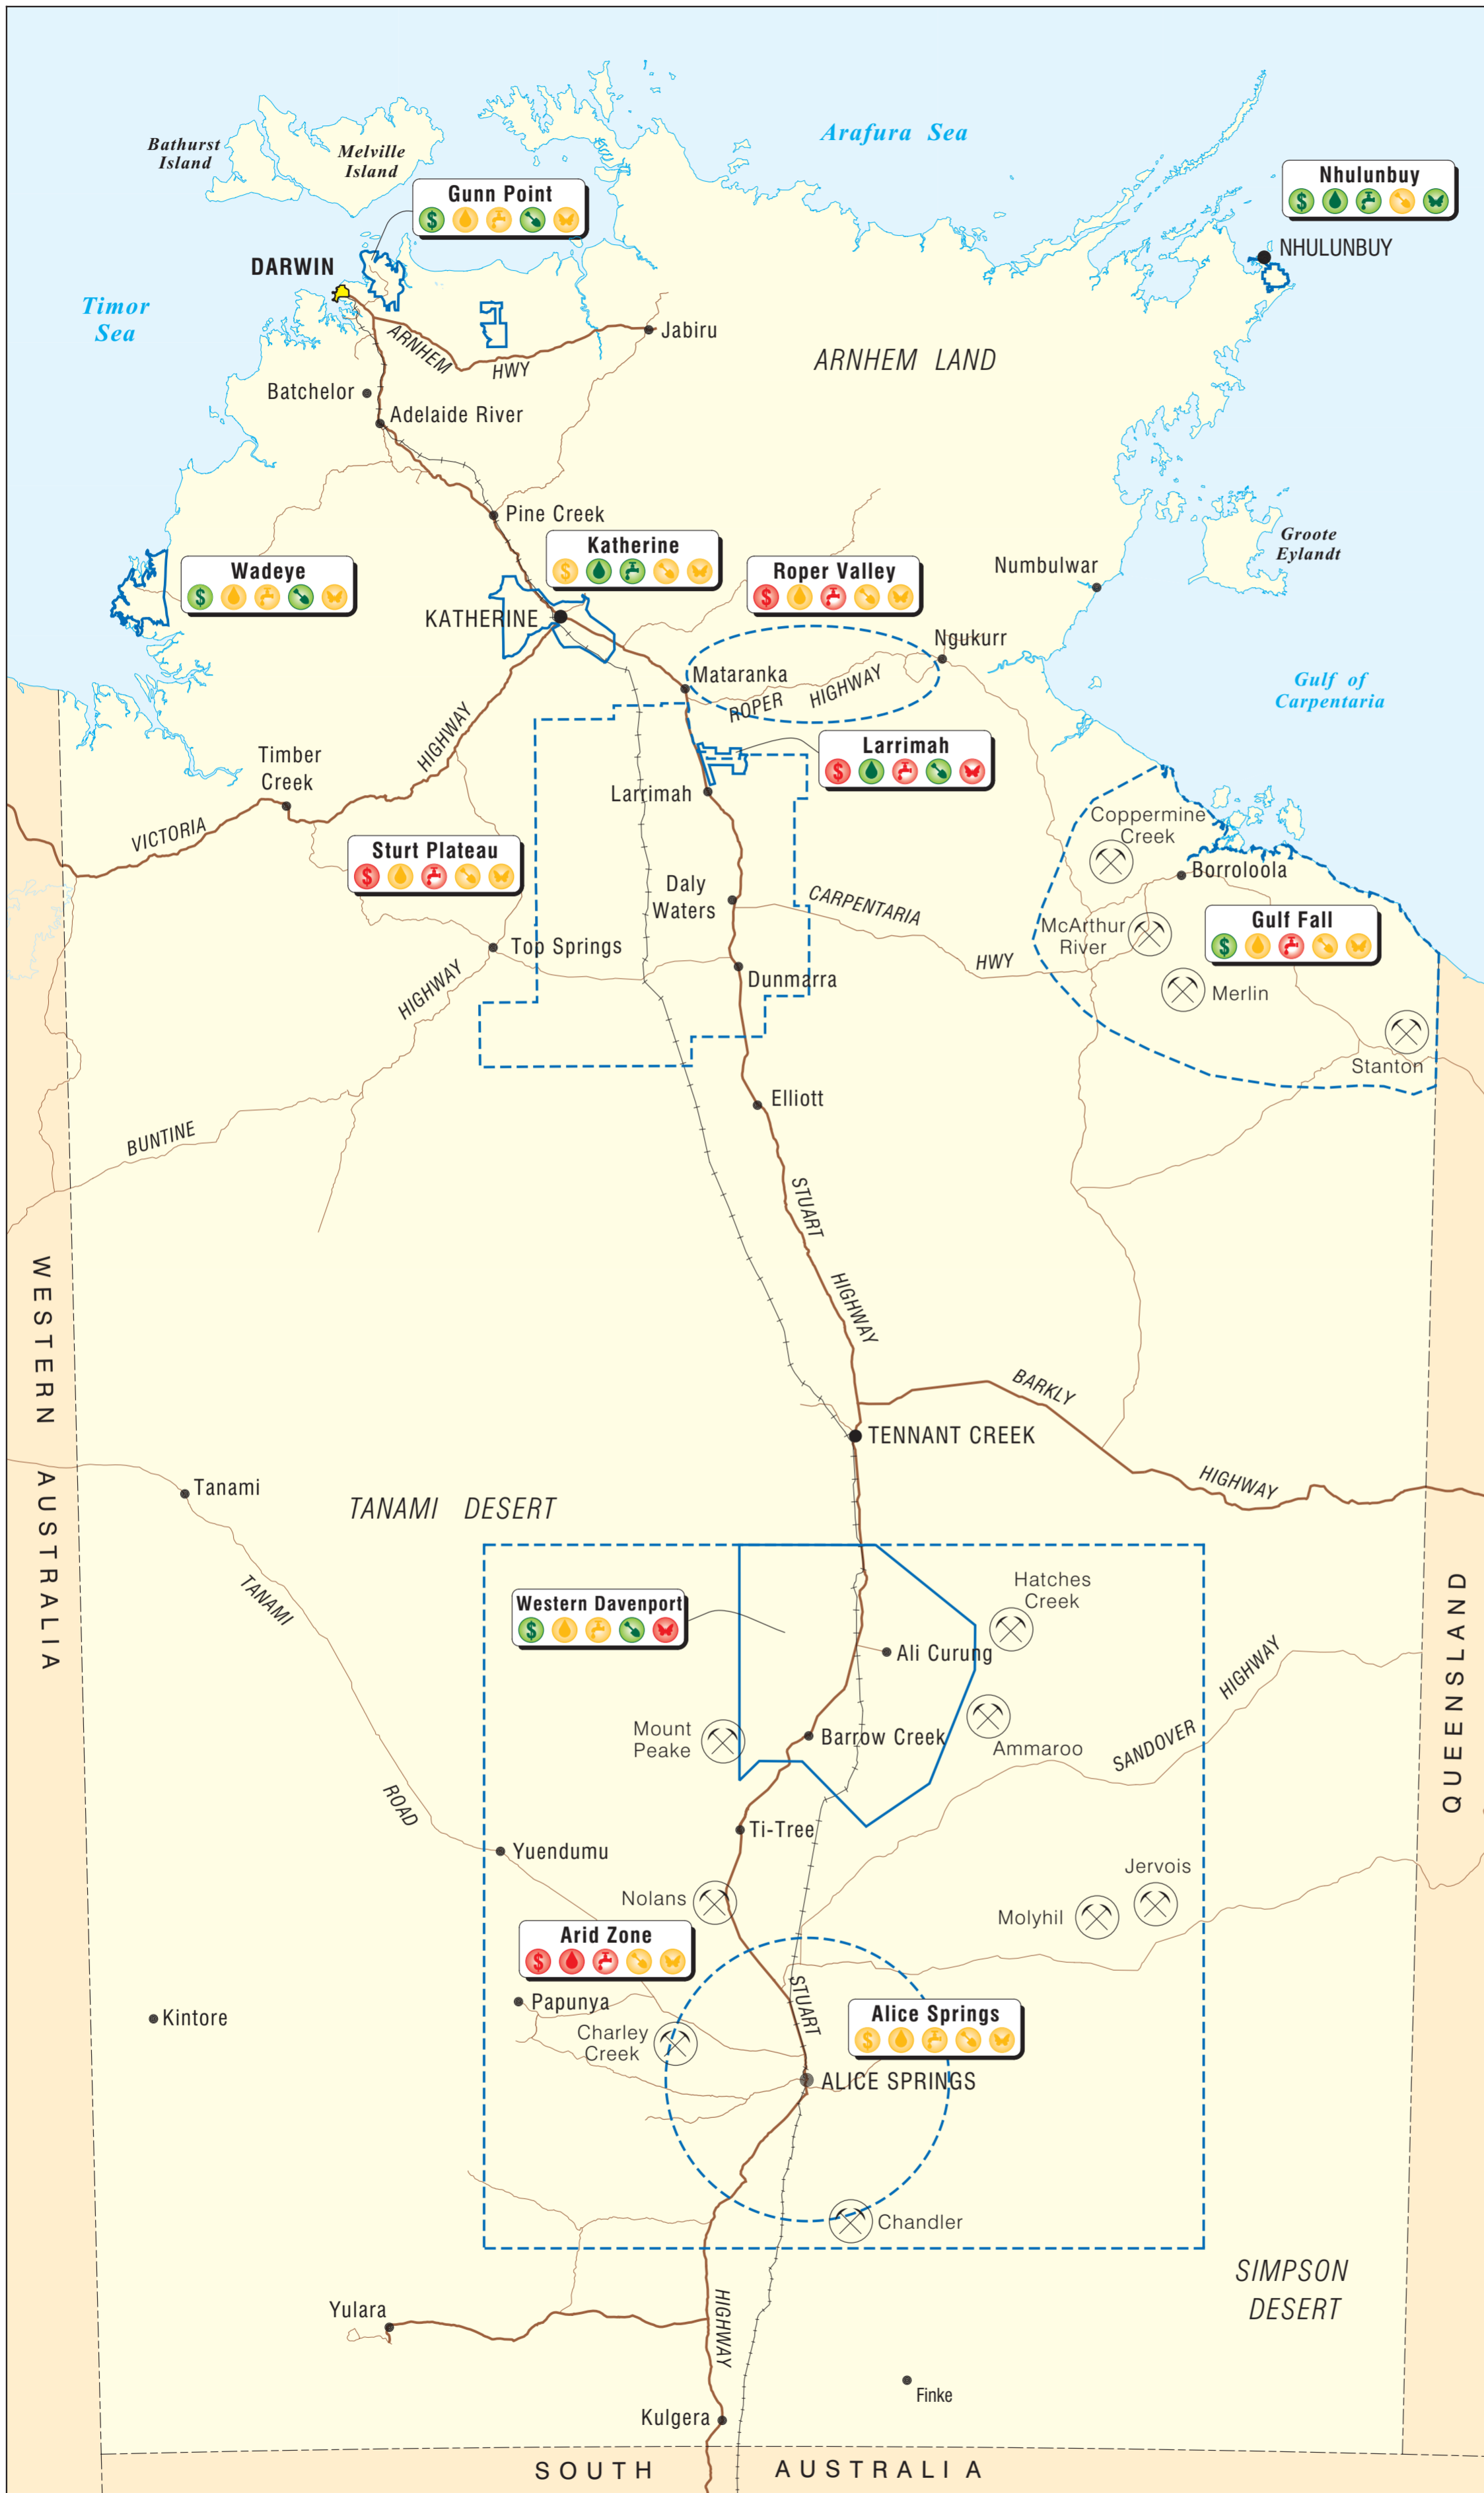 Arafura Sea
Bathurst
Island
Melville
Island
Gunn Point
$
Nhulunbuy
$
NHULUNBUY
DARWIN
Timor
Sea
ARNHEM
HWY
Jabiru
ARNHEM LAND
Batchelor
Adelaide River
Pine Creek
Groote
Eylandt
Katherine
$
Wadeye
$
Roper Valley
$
Numbulwar
KATHERINE
Ngukurr
Mataranka
ROPER
HIGHWAY
Gulf of
Carpentaria
HIGHWAY
Larrimah
$
Timber
Creek
Larrimah
VICTORIA
Coppermine
Creek
Sturt Plateau
$
Borroloola
Daly
Waters
CARPENTARIA
HWY
McArthur
River
Gulf Fall
$
Top Springs
HIGHWAY
Dunmarra
Merlin
Stanton
Elliott
BUNTINE
STUART
HIGHWAY
WESTERN AUSTRALIA
BARKLY
HIGHWAY
TENNANT CREEK
Tanami
TANAMI DESERT
TANAMI
ROAD
Hatches
Creek
Western Davenport
$
Ali Curung
QUEENSLAND
HIGHWAY
SANDOVER
Mount
Peake
Barrow Creek
Ammaroo
Ti-Tree
Yuendumu
Jervois
Nolans
Molyhil
Arid Zone
$
STUART
Papunya
Kintore
Charley
Creek
Alice Springs
$
ALICE SPRINGS
Chandler
SIMPSON
DESERT
Yulara
HIGHWAY
Finke
Kulgera
SOUTH AUSTRALIA